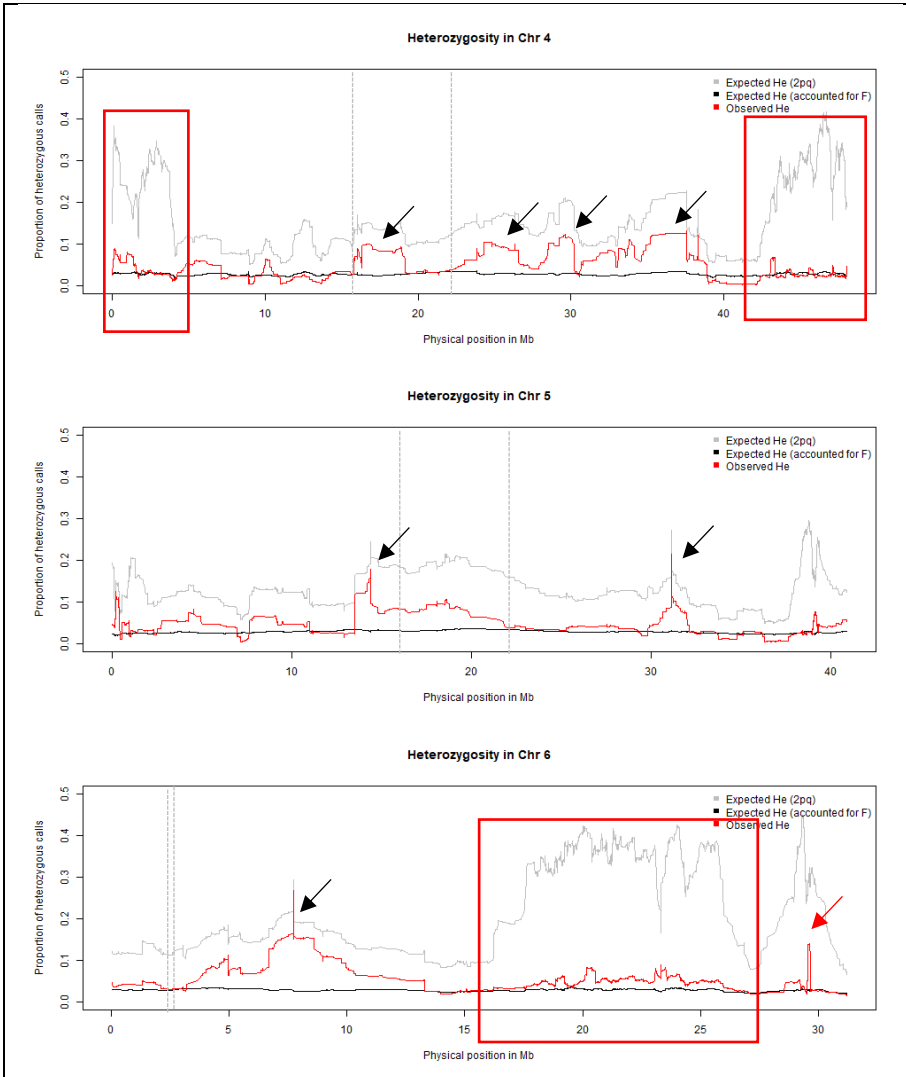 Heterozygosity in Chr 4
Proportion of heterozygous calls
0.0 0.1 0.2 0.3 0.4 0.5
Expected He (2pq)
Expected He (accounted for F)
Observed He
0 10 20 30 40
Physical position in Mb
Heterozygosity in Chr 5
Proportion of heterozygous calls
0.0 0.1 0.2 0.3 0.4 0.5
Expected He (2pq)
Expected He (accounted for F)
Observed He
0 10 20 30 40
Physical position in Mb
Heterozygosity in Chr 6
Proportion of heterozygous calls
0.0 0.1 0.2 0.3 0.4 0.5
Expected He (2pq)
Expected He (accounted for F)
Observed He
0 5 10 15 20 25 30
Physical position in Mb